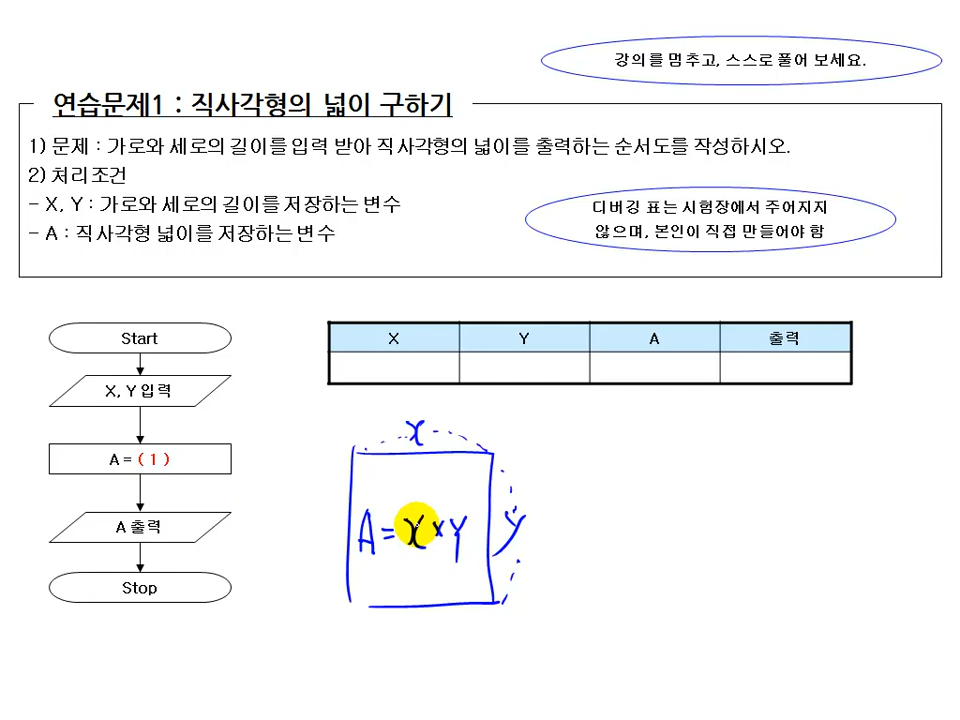 강의를 멈추고, 스스로 풀어 보세요.
연습문제1 : 직사각형의 넓이 구하기
1) 문제 : 가로와 세로의 길이를 입력 받아 직사각형의 넓이를 출력하는 순서도를 작성하시오.
2) 처리조건
- X, Y : 가로와 세로의 길이를 저장하는 변수
- A : 직사각형 넓이를 저장하는 변수
디버깅 표는 시험장에서 주어지지
않으며, 본인이 직접 만들어야 함
Start
X, Y 입력
A = ( 1 )
A 출력
Stop
X Y A 출력
X
A = X × Y
Y